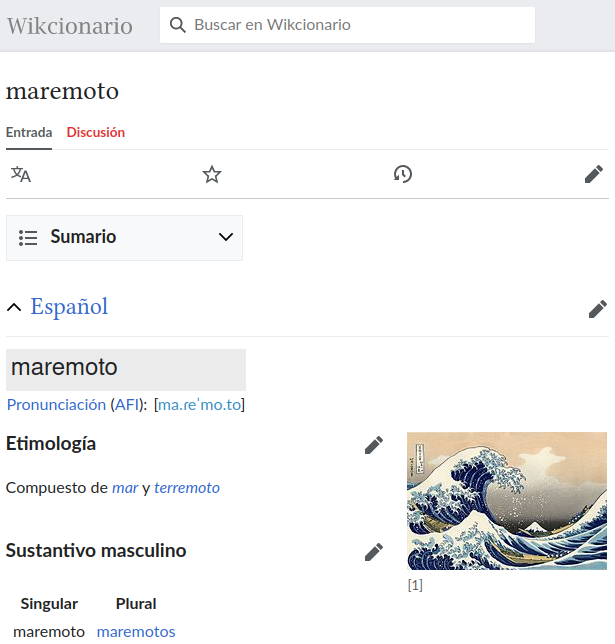 Wikcionario
Buscar en Wikcionario
maremoto
Entrada Discusión
Sumario
Español
maremoto
Pronunciación (AFI): [ma.reˈmo.to]
Etimología
Compuesto de mar y terremoto
[1]
Sustantivo masculino
Singular Plural
maremoto maremotos